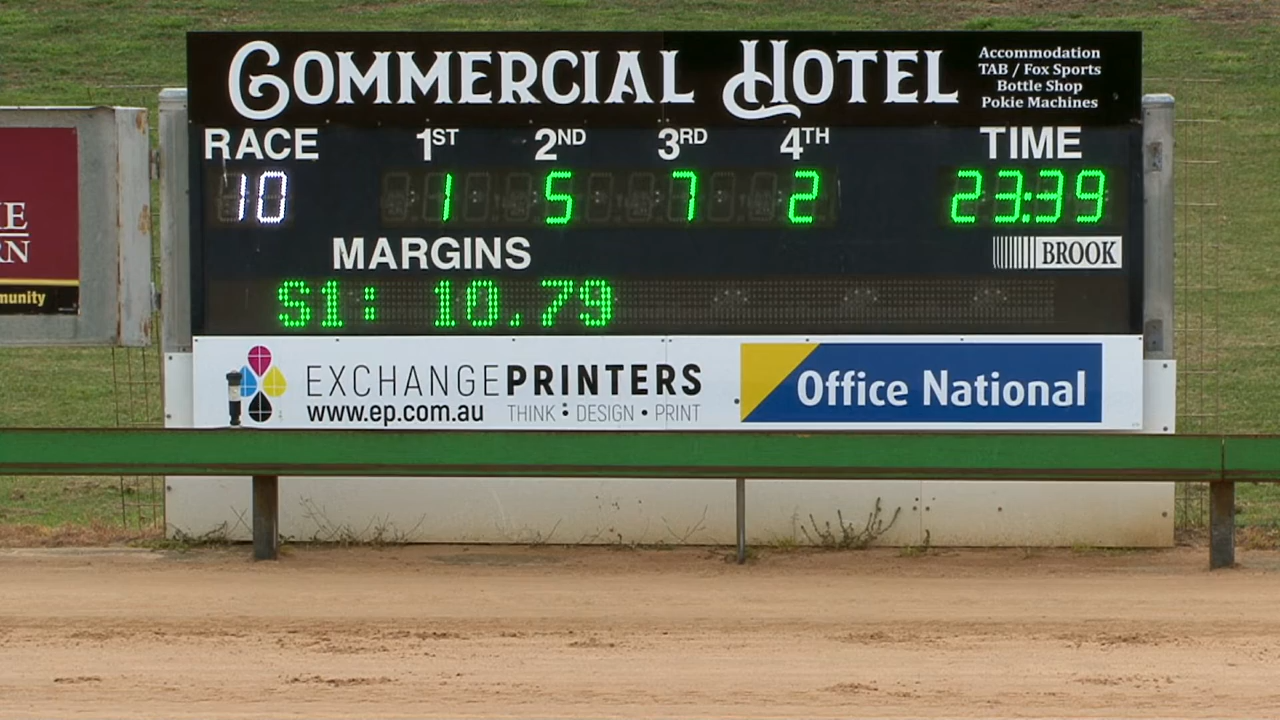 COMMERCIAL HOTEL
Accommodation
TAB / Fox Sports
Bottle Shop
Pokie Machines
RACE 1ST 2ND 3RD 4TH TIME
10 1 5 7 2 23:39
MARGINS
BROOK
S1: 10.79
EXCHANGEPRINTERS
www.ep.com.au THINK • DESIGN • PRINT
Office National